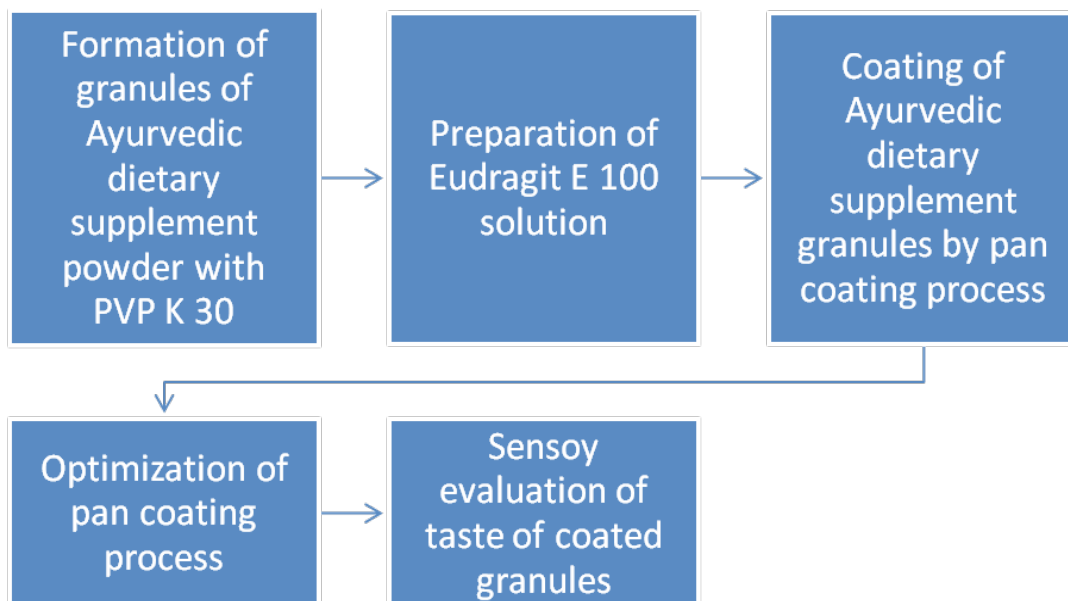 Formation of
granules of
Ayurvedic
dietary
supplement
powder with
PVP K 30
Preparation of
Eudragit E 100
solution
Coating of
Ayurvedic
dietary
supplement
granules by pan
coating process
Optimization of
pan coating
process
Sensoy
evaluation of
taste of coated
granules